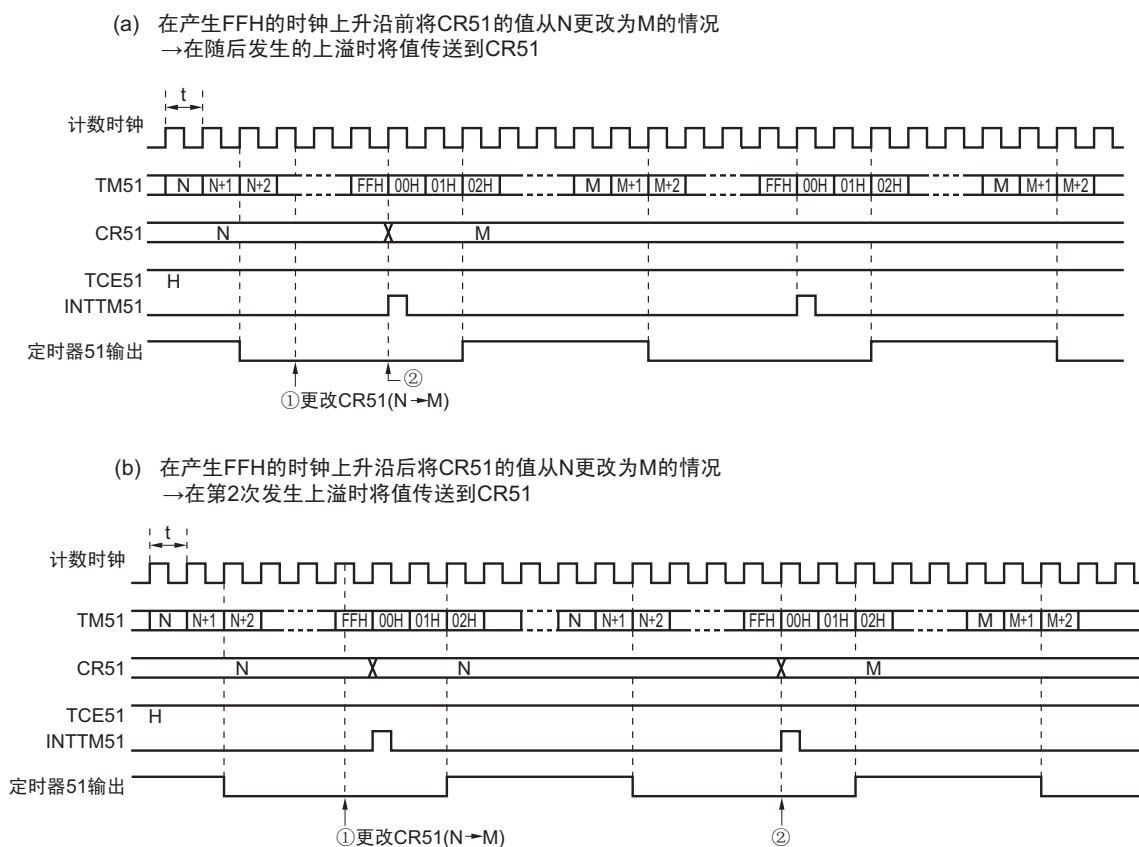 (a) 在产生FFH的时钟上升沿前将CR51的值从N更改为M的情况
→在随后发生的上溢时将值传送到CR51
t
计数时钟
TM51 N N+1 N+2 FFH 00H 01H 02H M M+1 M+2 FFH 00H 01H 02H M M+1 M+2
CR51 N M
TCE51 H
INTTM51
定时器51输出
②
①更改CR51(N→M)
(b) 在产生FFH的时钟上升沿后将CR51的值从N更改为M的情况
→在第2次发生上溢时将值传送到CR51
t
计数时钟
TM51 N N+1 N+2 FFH 00H 01H 02H N N+1 N+2 FFH 00H 01H 02H M M+1 M+2
CR51 N N M
TCE51 H
INTTM51
定时器51输出
①更改CR51(N→M) ②